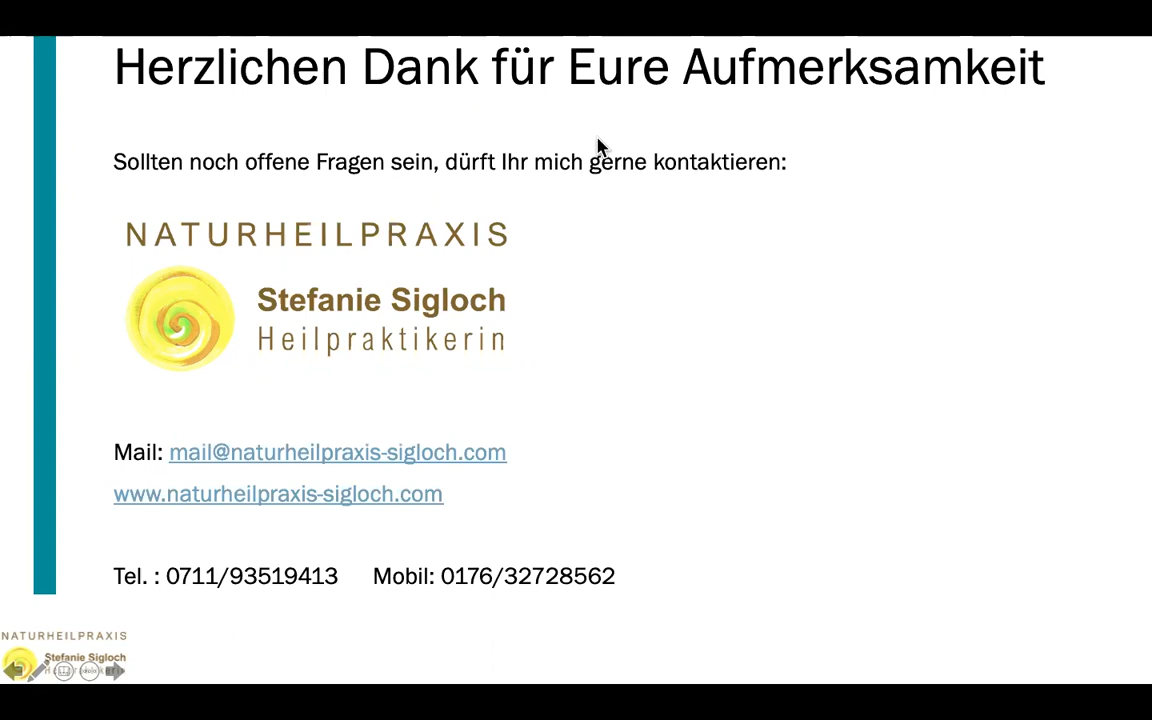 Herzlichen Dank für Eure Aufmerksamkeit
Sollten noch offene Fragen sein, dürft Ihr mich gerne kontaktieren:
NATURHEILPRAXIS
Stefanie Sigloch
Heilpraktikerin
Mail: mail@naturheilpraxis-sigloch.com
www.naturheilpraxis-sigloch.com
Tel. : 0711/93519413 Mobil: 0176/32728562
NATURHEILPRAXIS
Stefanie Sigloch